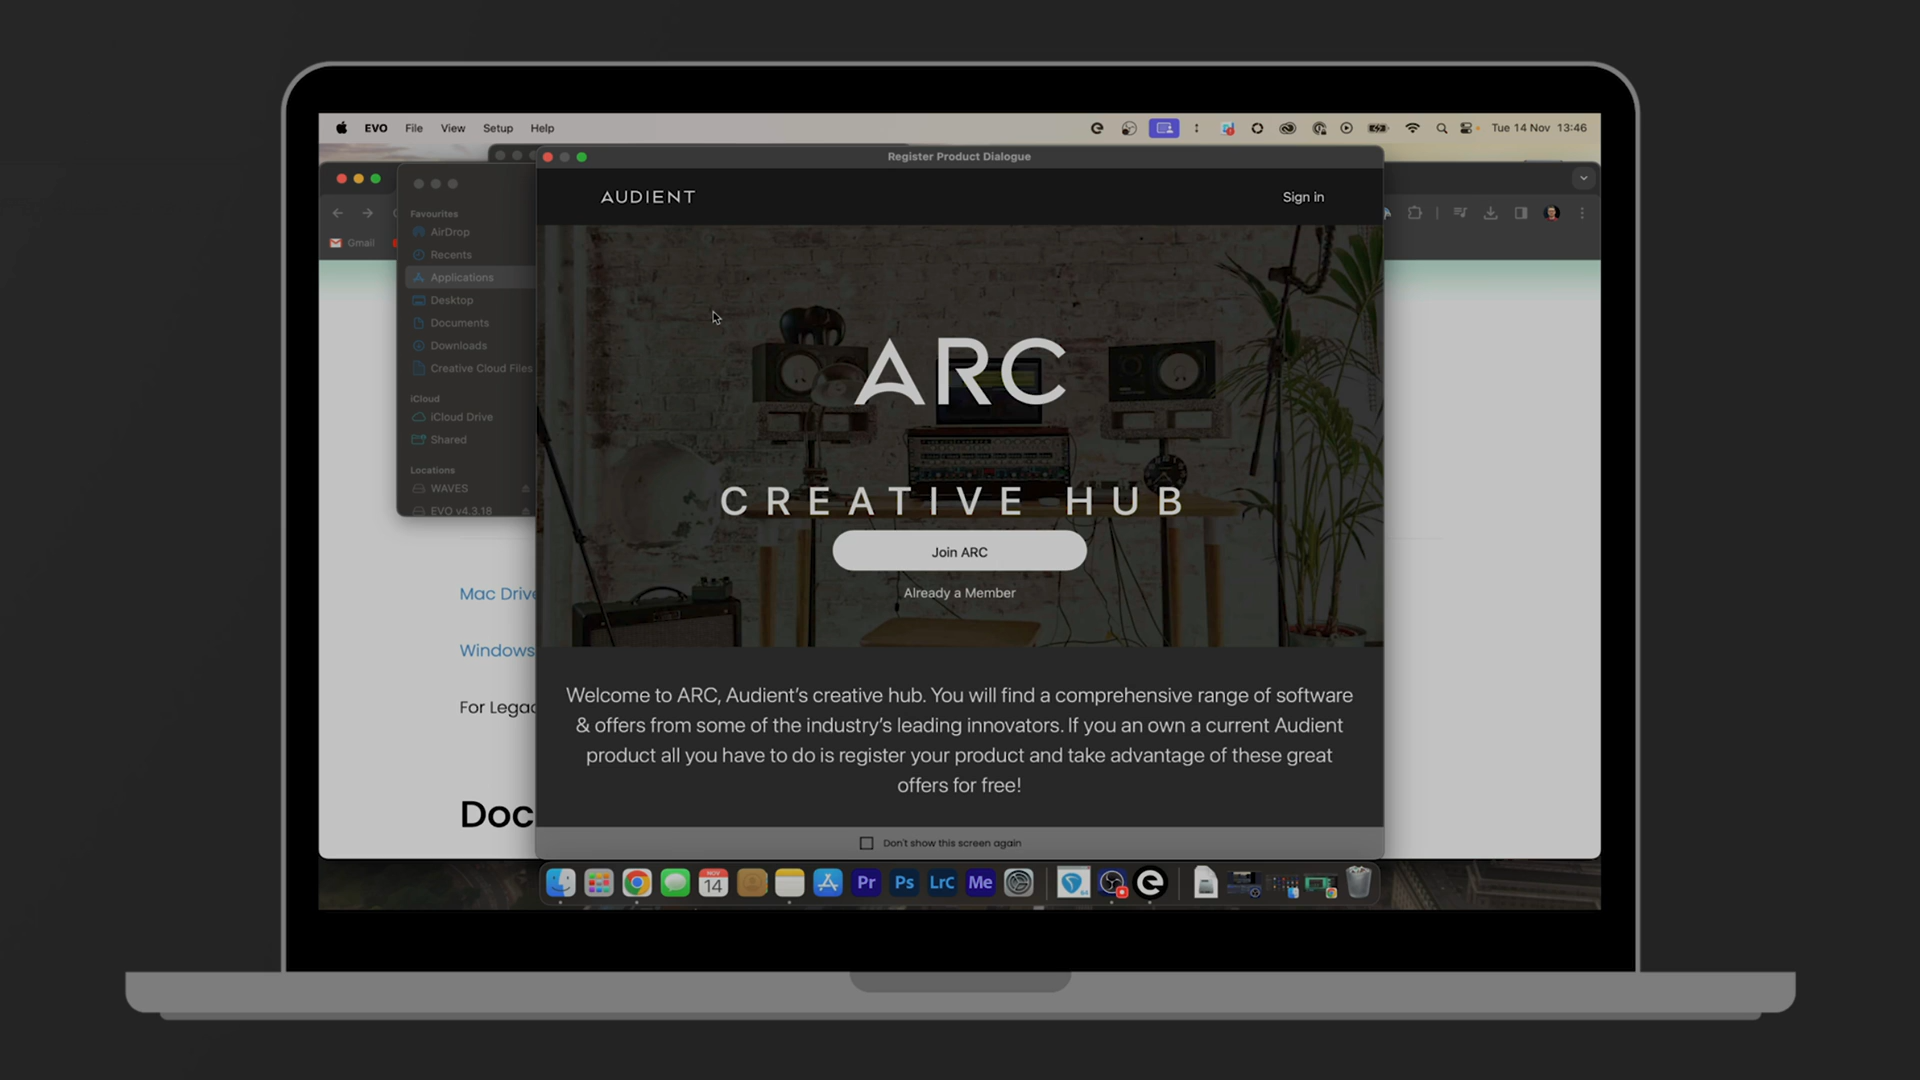 EVO File View Setup Help
Tue 14 Nov 13:46
Register Product Dialogue
AUDIENT
Sign in
Gmail
Favourites
AirDrop
Recents
Applications
Desktop
Documents
Downloads
Creative Cloud Files
iCloud
iCloud Drive
Shared
Locations
WAVES
EVO v4.3.18
ARC
CREATIVE HUB
Join ARC
Already a Member
Mac Drive
Windows
For Legac
Doc
Welcome to ARC, Audient's creative hub. You will find a comprehensive range of software
& offers from some of the industry's leading innovators. If you an own a current Audient
product all you have to do is register your product and take advantage of these great
offers for free!
Don't show this screen again
NOV
14
Pr
Ps
LrC
Me